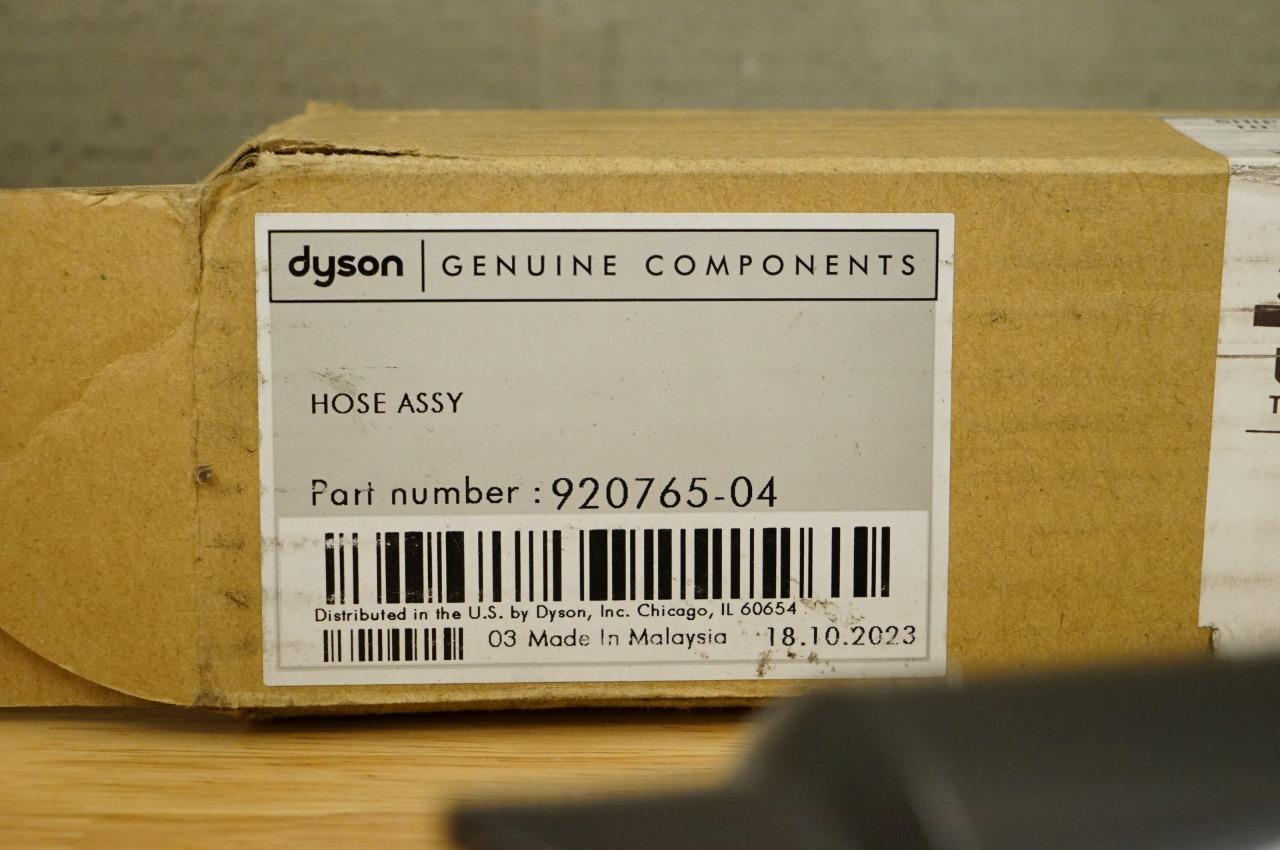 dyson | GENUINE COMPONENTS
HOSE ASSY
Part number : 920765-04
Distributed in the U.S. by Dyson, Inc. Chicago, IL 60654
03 Made In Malaysia 18.10.2023